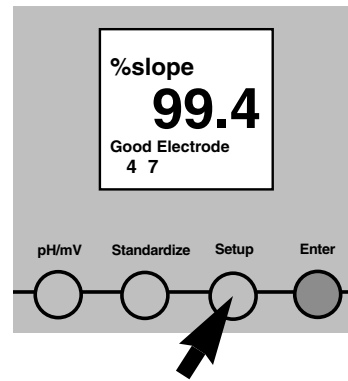 %slope
99.4
Good Electrode
4 7
pH/mV Standardize Setup Enter